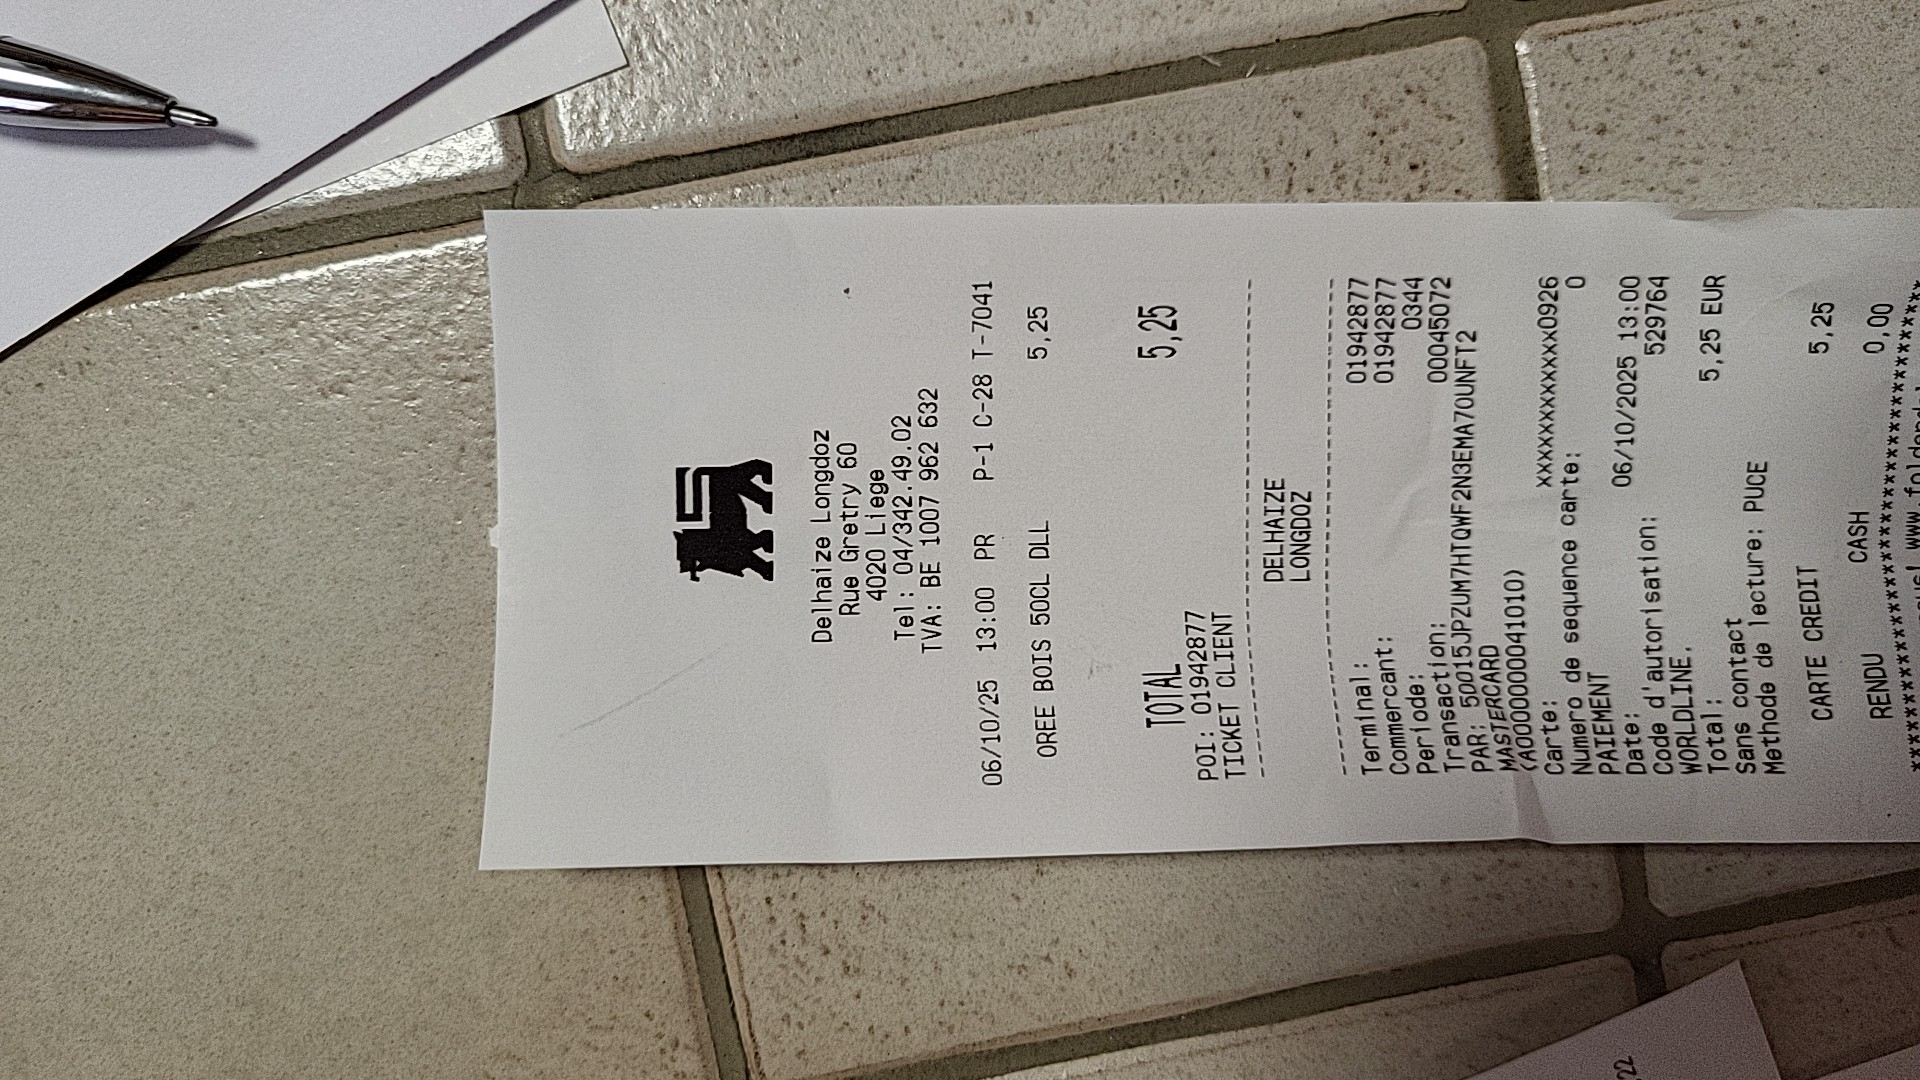 Delhaize Longdoz
Rue Gretry 60
4020 Liege
Tel: 04/342.49.02
TVA: BE 1007 962 632
06/10/25 13:00 PR P-1 C-28 T-7041
OREE BOIS 50CL DLL 5,25
TOTAL 5,25
POI: 01942877
TICKET CLIENT
DELHAIZE
LONGDOZ
Terminal: 01942877
Commercant: 01942877
Periode: 0344
Transaction: 00045072
PAR: 50015JPZUM7HTQWF2N3EMA7OUNFT2
MASTERCARD
(A0000000041010)
Carte: xxxxxxxxxxxxx0926
Numero de sequence carte: 0
PAIEMENT
Date: 06/10/2025 13:00
Code d'autorisation: 529764
WORLDLINE.
Total: 5,25 EUR
Sans contact
Methode de lecture: PUCE
CARTE CREDIT 5,25
RENDU CASH 0,00
,22